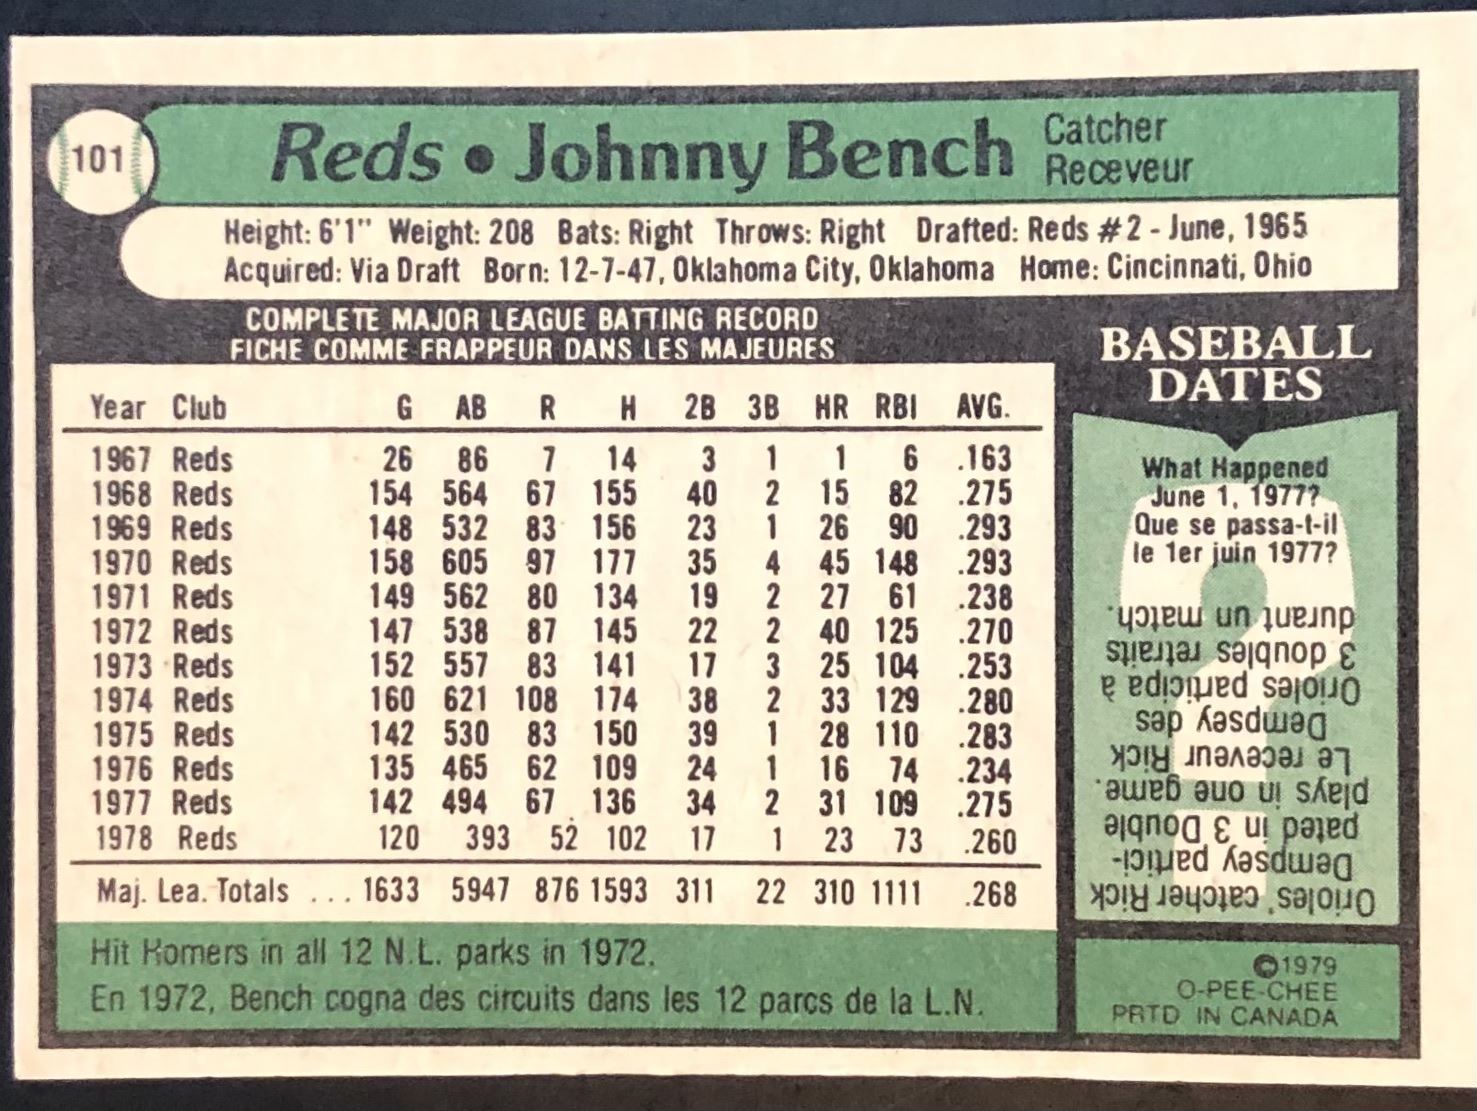 101
Reds • Johnny Bench
Catcher
Receveur
Height: 6'1" Weight: 208 Bats: Right Throws: Right Drafted: Reds #2 - June, 1965
Acquired: Via Draft Born: 12-7-47, Oklahoma City, Oklahoma Home: Cincinnati, Ohio
COMPLETE MAJOR LEAGUE BATTING RECORD
FICHE COMME FRAPPEUR DANS LES MAJEURES
Year Club G AB R H 2B 3B HR RBI AVG.
1967 Reds 26 86 7 14 3 1 1 6 .163
1968 Reds 154 564 67 155 40 2 15 82 .275
1969 Reds 148 532 83 156 23 1 26 90 .293
1970 Reds 158 605 97 177 35 4 45 148 .293
1971 Reds 149 562 80 134 19 2 27 61 .238
1972 Reds 147 538 87 145 22 2 40 125 .270
1973 Reds 152 557 83 141 17 3 25 104 .253
1974 Reds 160 621 108 174 38 2 33 129 .280
1975 Reds 142 530 83 150 39 1 28 110 .283
1976 Reds 135 465 62 109 24 1 16 74 .234
1977 Reds 142 494 67 136 34 2 31 109 .275
1978 Reds 120 393 52 102 17 1 23 73 .260
Maj. Lea. Totals ... 1633 5947 876 1593 311 22 310 1111 .268
Hit Homers in all 12 N.L. parks in 1972.
En 1972, Bench cogna des circuits dans les 12 parcs de la L.N.
BASEBALL
DATES
What Happened
June 1, 1977?
Que se passa-t-il
le 1er juin 1977?
Orioles' catcher Rick
Dempsey partici-
pated in 3 Double
plays in one game.
Le receveur Rick
Dempsey des
Orioles participa à
3 doubles retraits
durant un match.
©1979
O-PEE-CHEE
PRTD IN CANADA